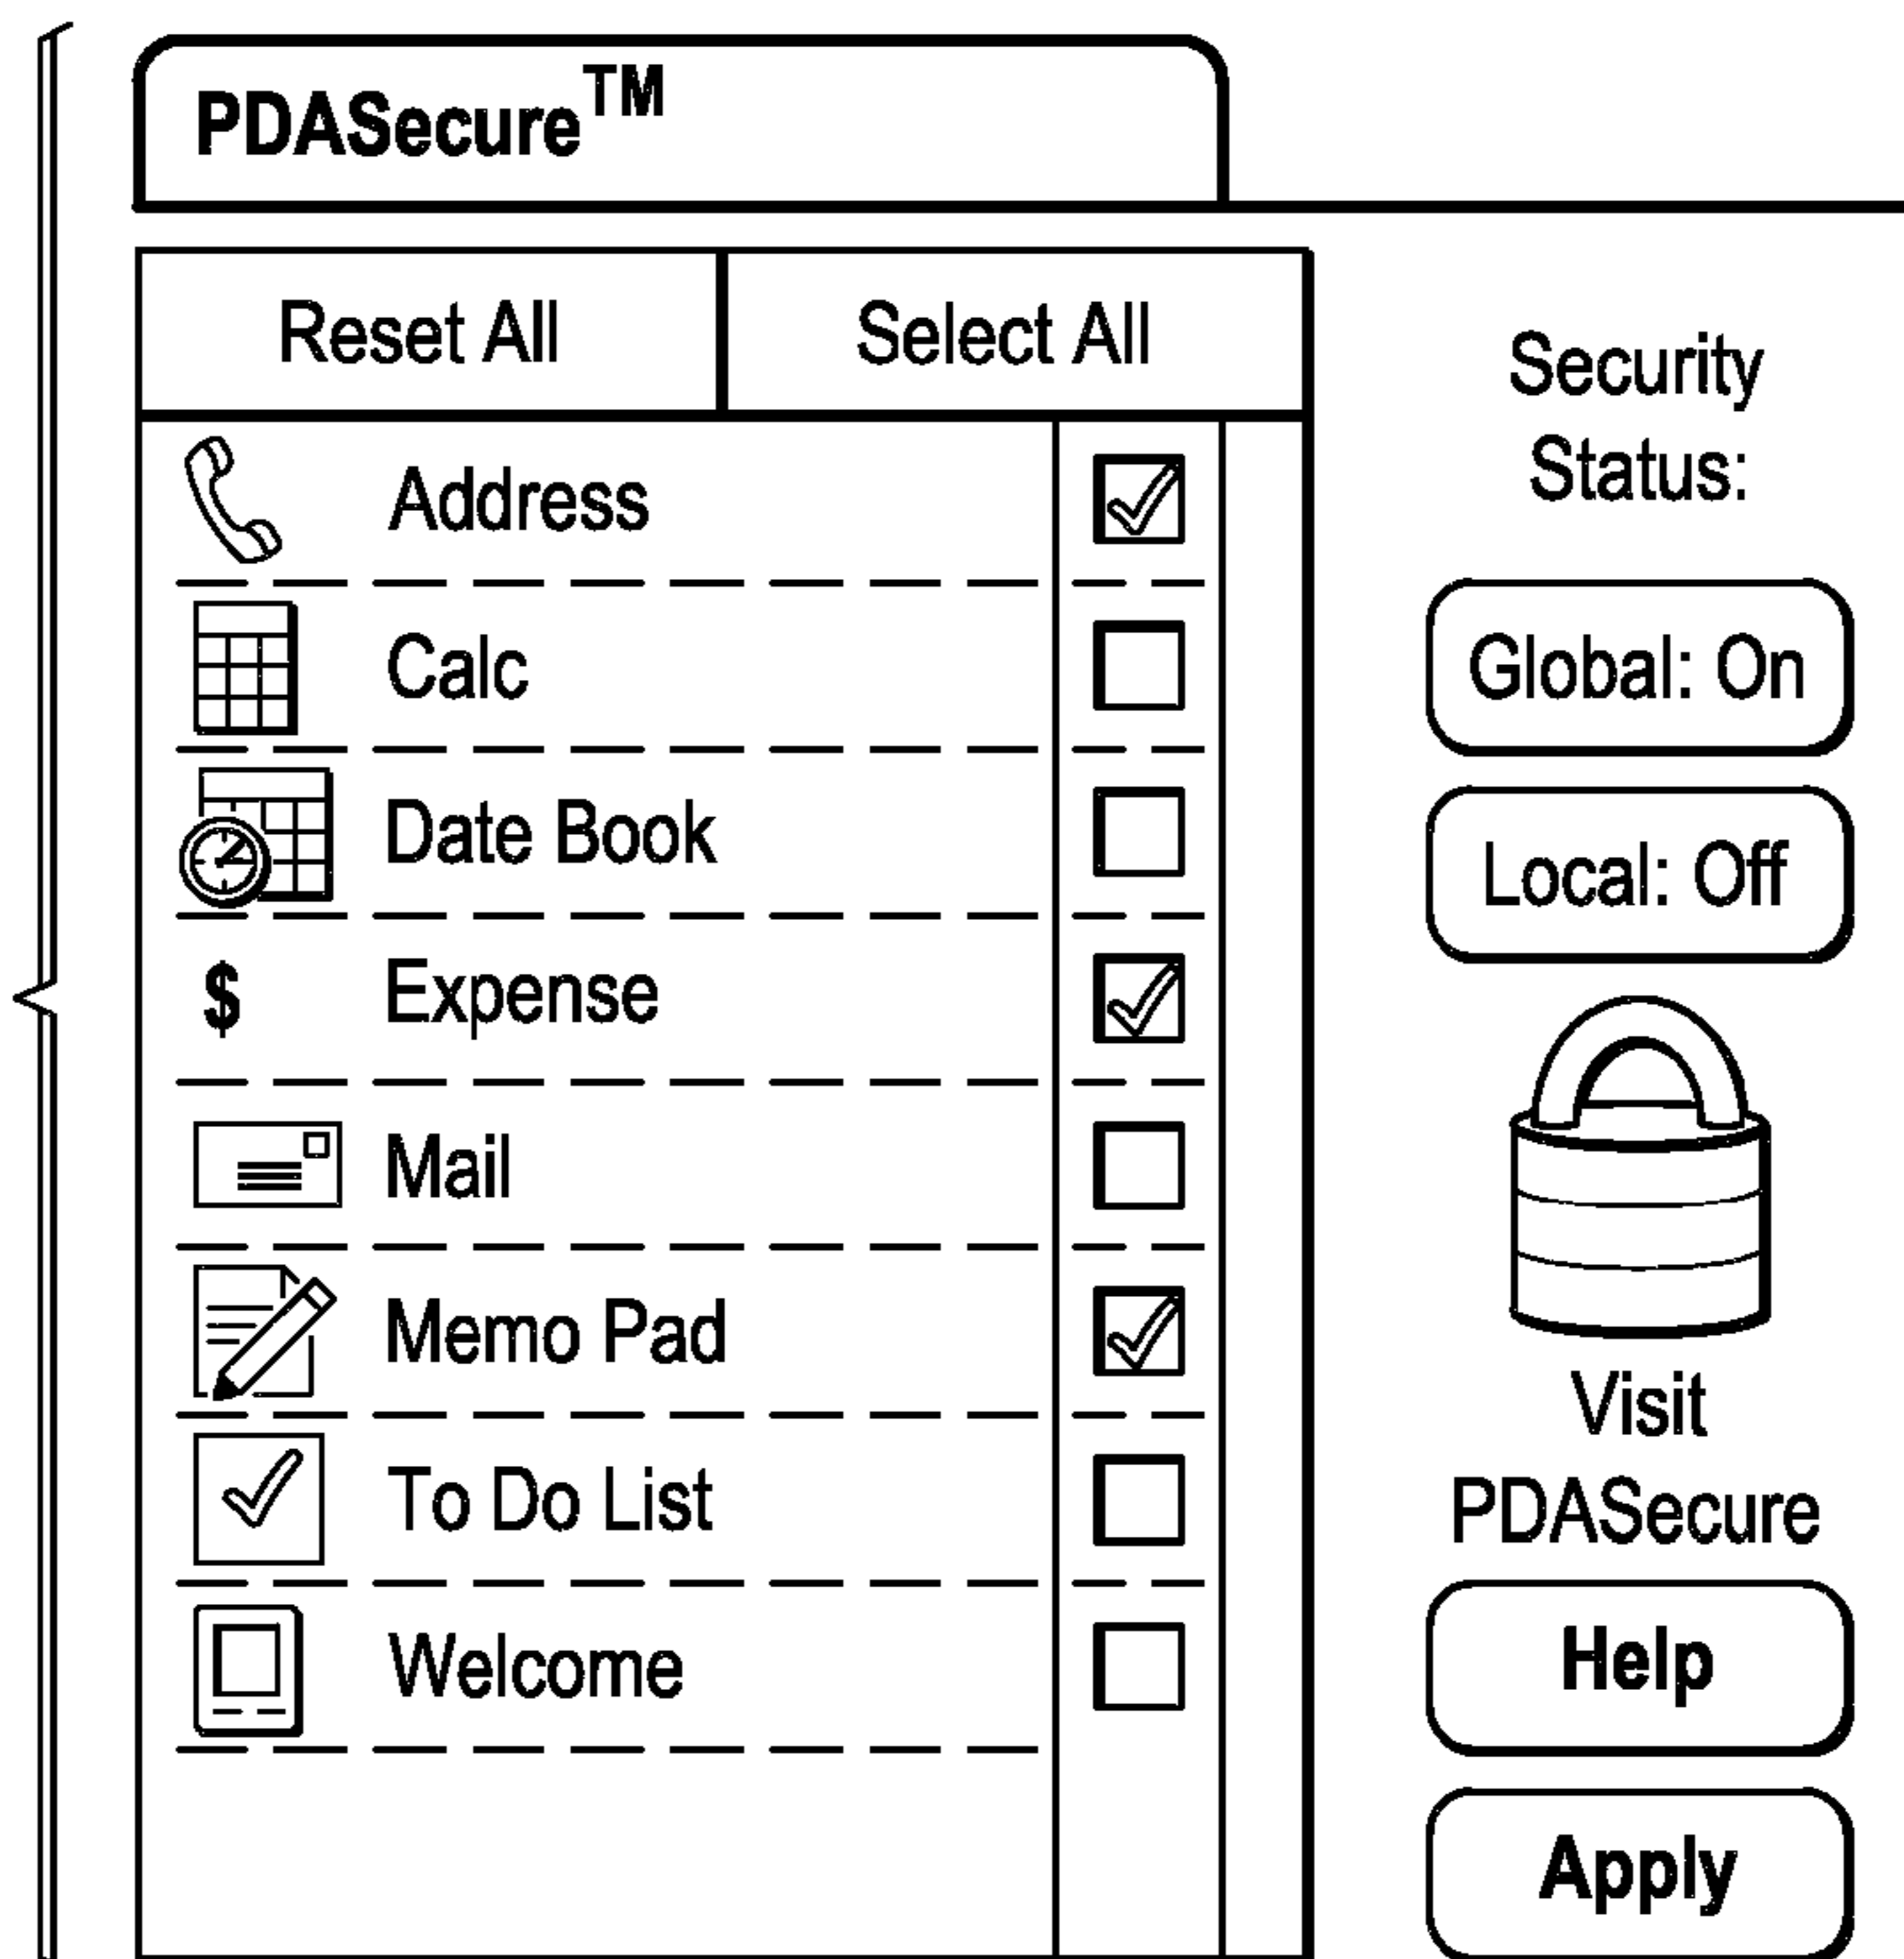 PDASecure™
Reset All
Select All
Address
Calc
Date Book
$ Expense
Mail
Memo Pad
To Do List
Welcome
Security
Status:
Global: On
Local: Off
Visit
PDASecure
Help
Apply